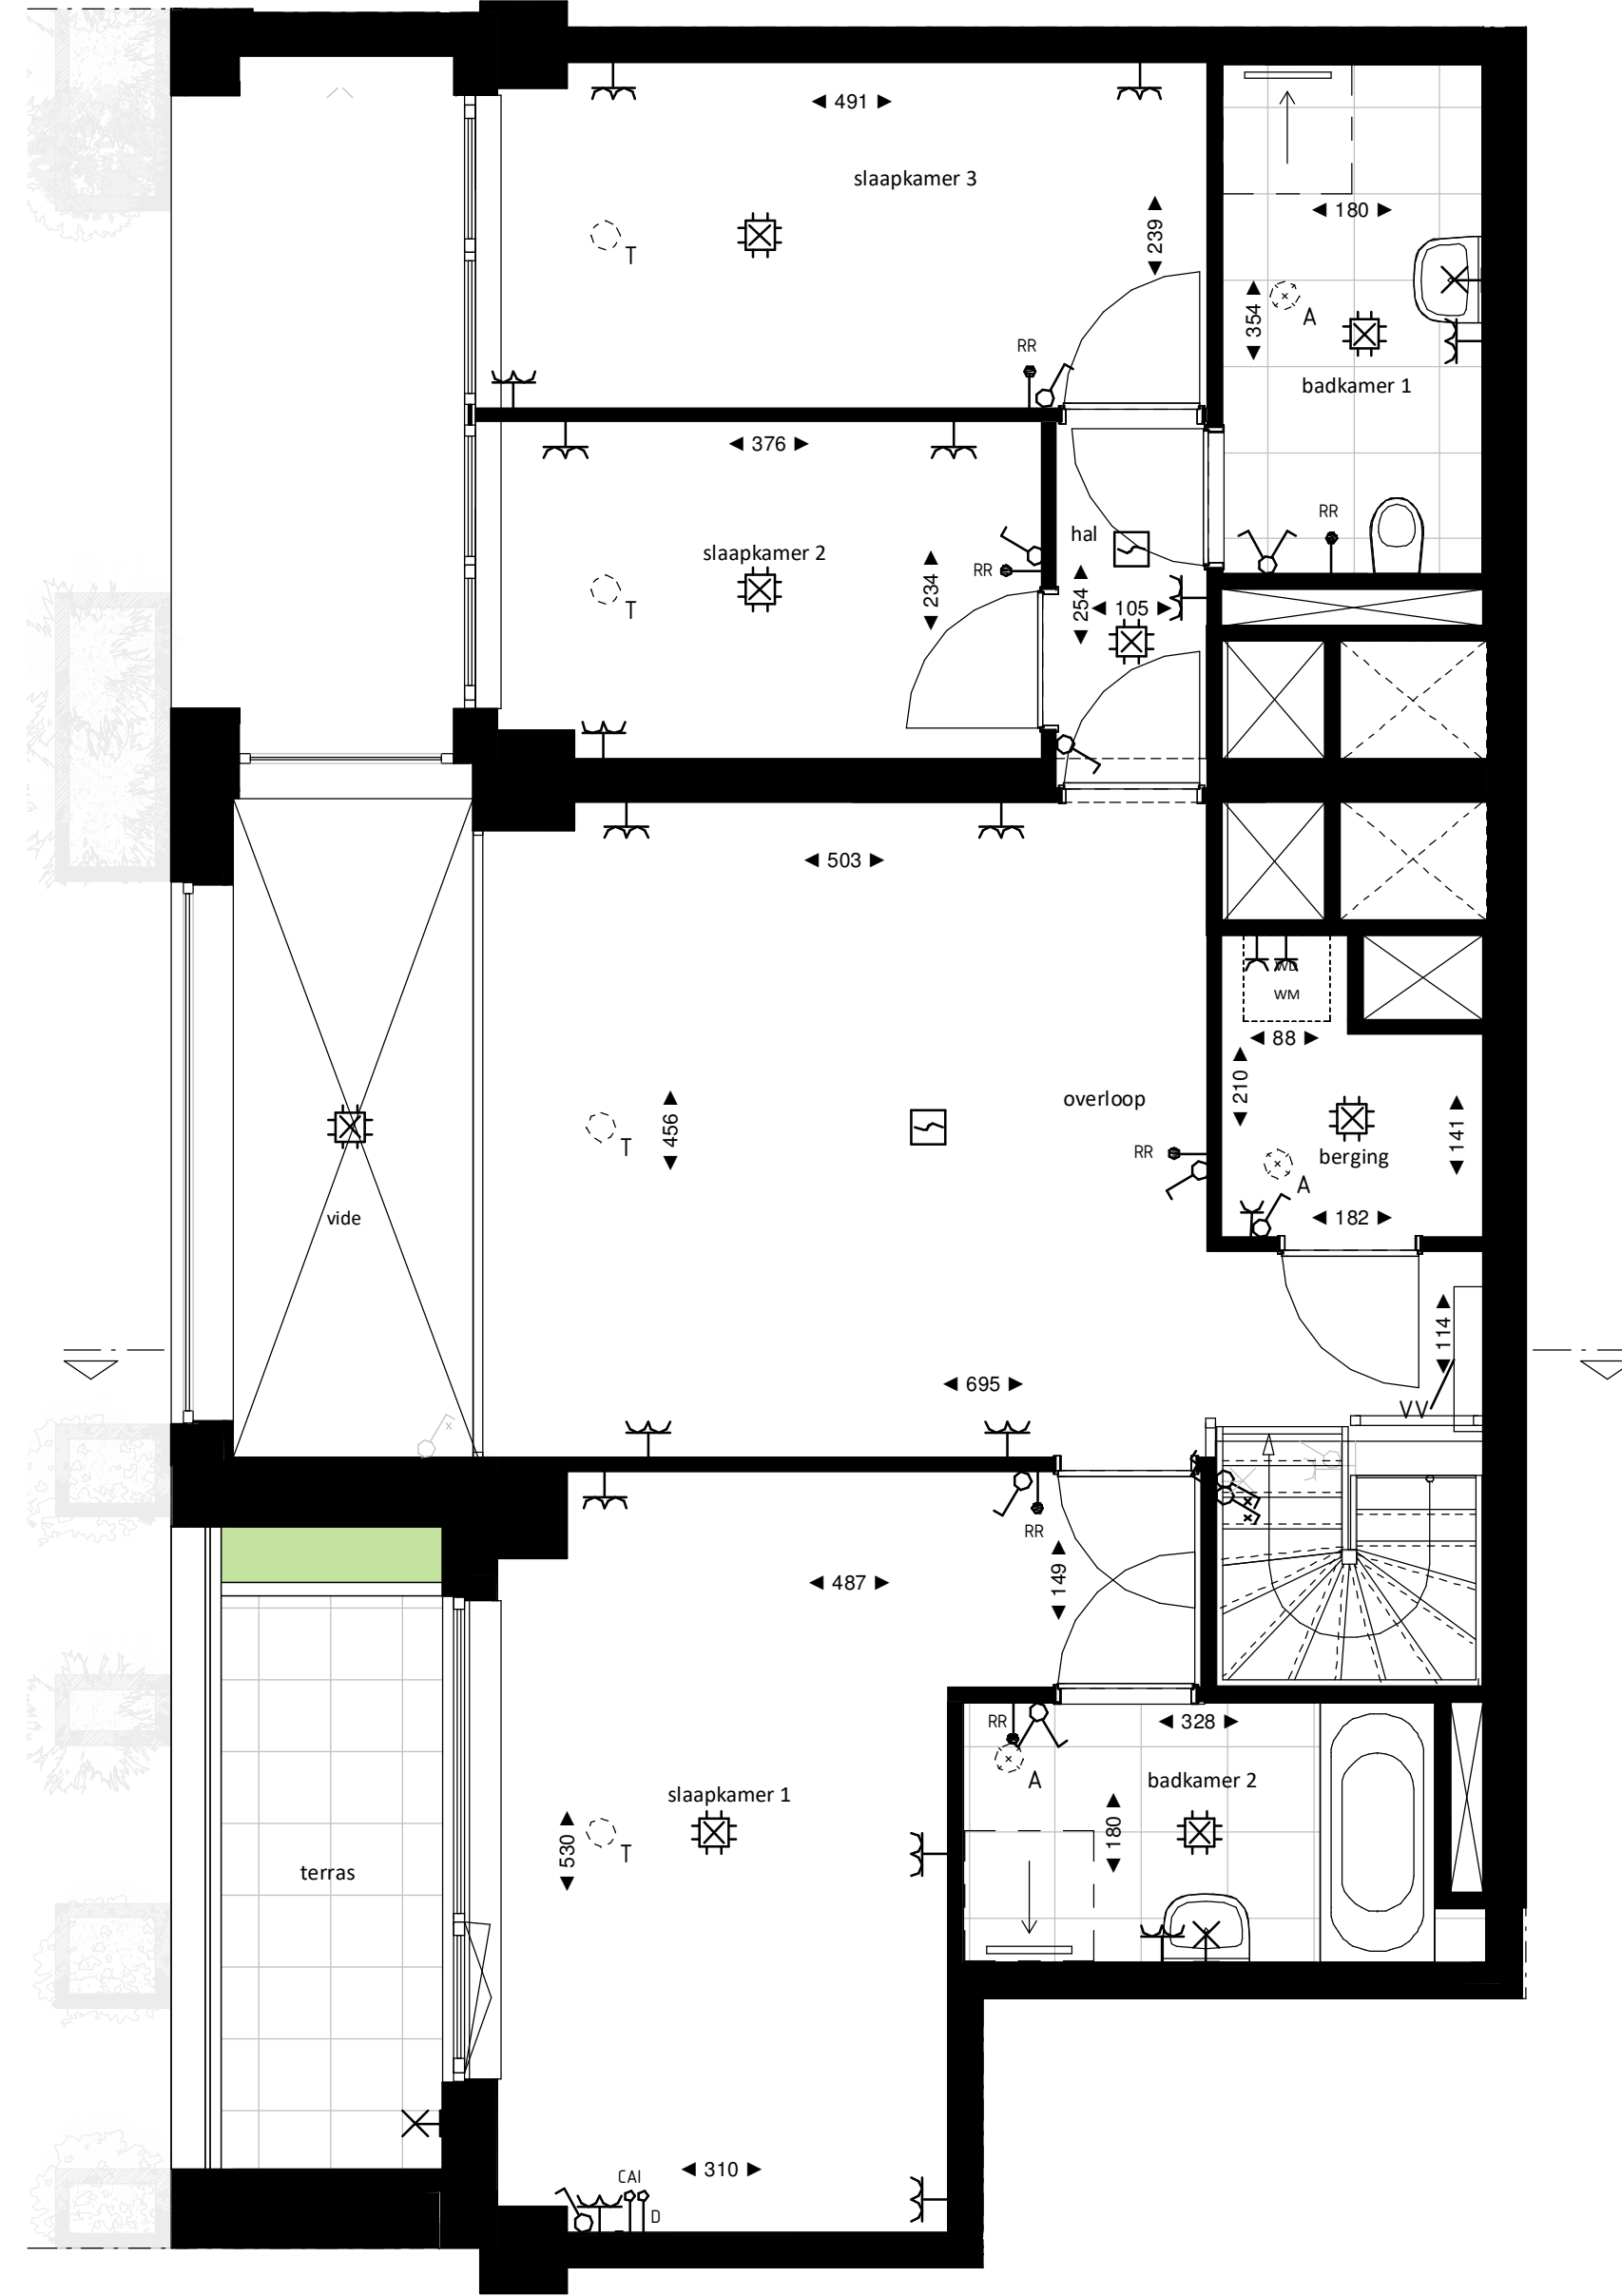 ◄ 491 ►
slaapkamer 3
◄ 239 ►
◄ 180 ►
T
A
◄ 354 ►
RR
badkamer 1
◄ 376 ►
RR
hal
slaapkamer 2
RR
◄ 234 ►
◄ 254 ►
◄ 105 ►
T
◄ 503 ►
WD
WM
◄ 88 ►
◄ 210 ►
overloop
◄ 456 ►
T
RR
◄ 141 ►
berging
A
vide
◄ 182 ►
◄ 114 ►
◄ 695 ►
VV
RR
◄ 487 ►
◄ 149 ►
RR
◄ 328 ►
A
badkamer 2
slaapkamer 1
◄ 180 ►
◄ 530 ►
T
terras
◄ 310 ►
CAI
D